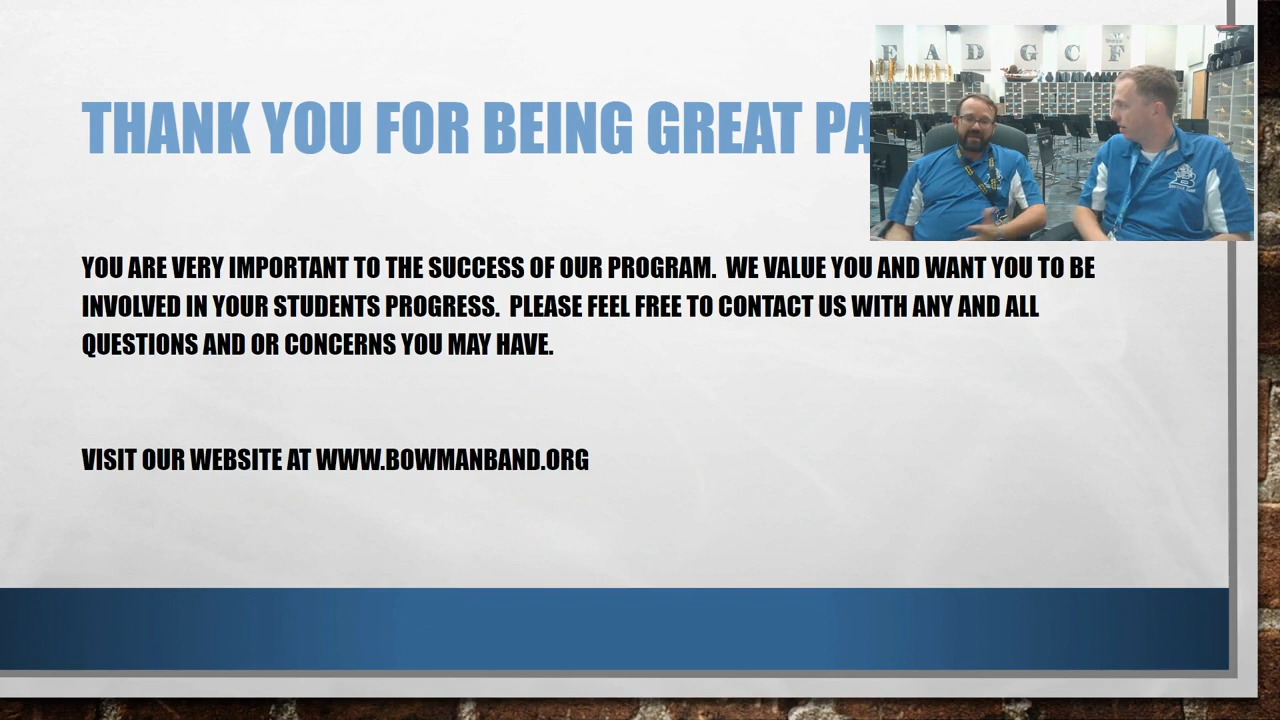 E A D G C F
THANK YOU FOR BEING GREAT
YOU ARE VERY IMPORTANT TO THE SUCCESS OF OUR PROGRAM. WE VALUE YOU AND WANT YOU TO BE
INVOLVED IN YOUR STUDENTS PROGRESS. PLEASE FEEL FREE TO CONTACT US WITH ANY AND ALL
QUESTIONS AND OR CONCERNS YOU MAY HAVE.
VISIT OUR WEBSITE AT WWW.BOWMANBAND.ORG